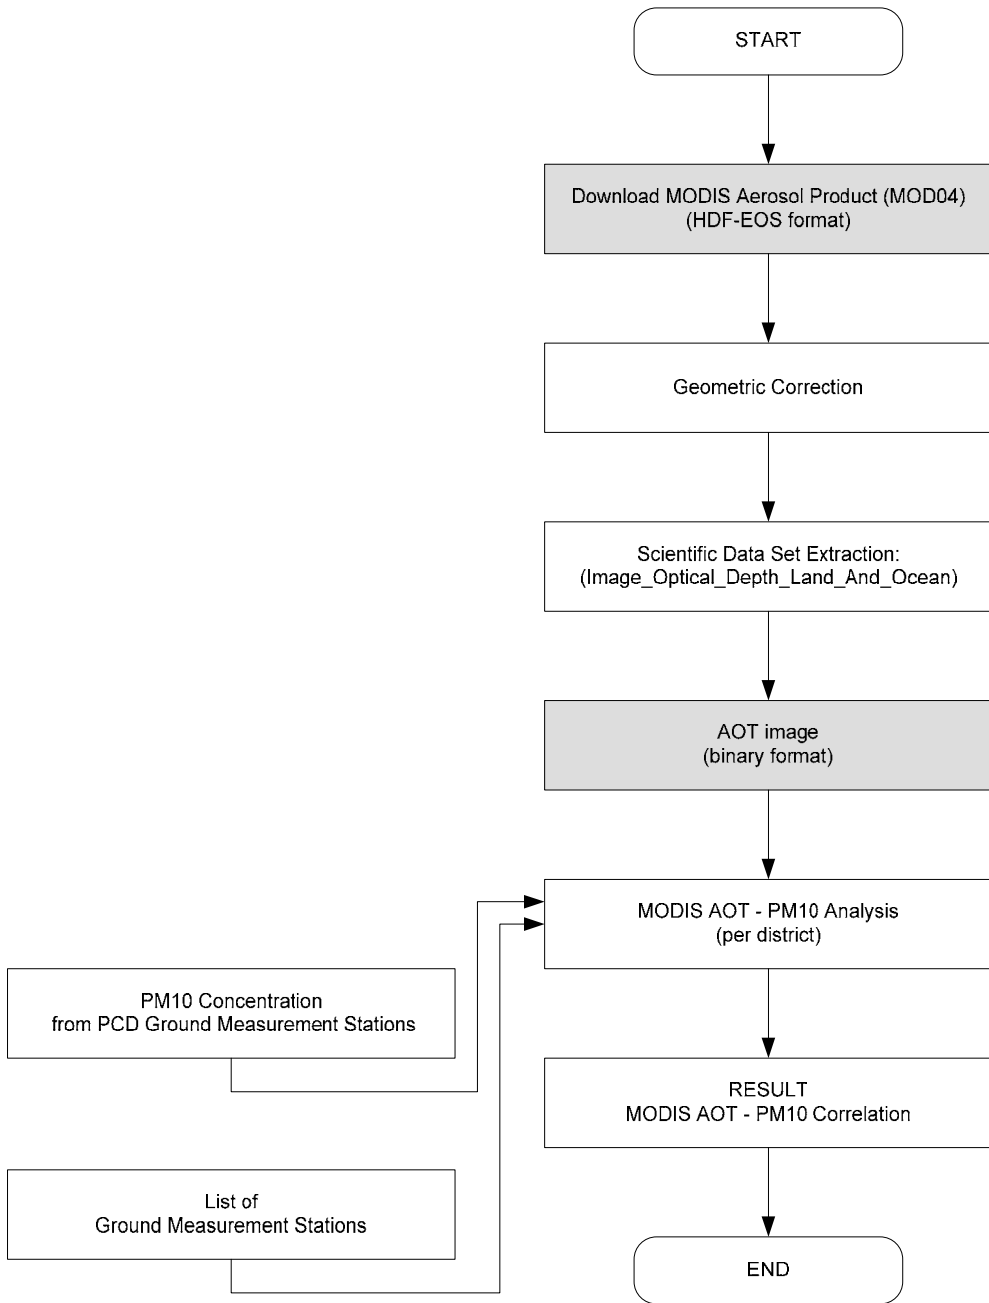 START
Download MODIS Aerosol Product (MOD04)
(HDF-EOS format)
Geometric Correction
Scientific Data Set Extraction:
(Image_Optical_Depth_Land_And_Ocean)
AOT image
(binary format)
MODIS AOT - PM10 Analysis
(per district)
PM10 Concentration
from PCD Ground Measurement Stations
RESULT
MODIS AOT - PM10 Correlation
List of
Ground Measurement Stations
END